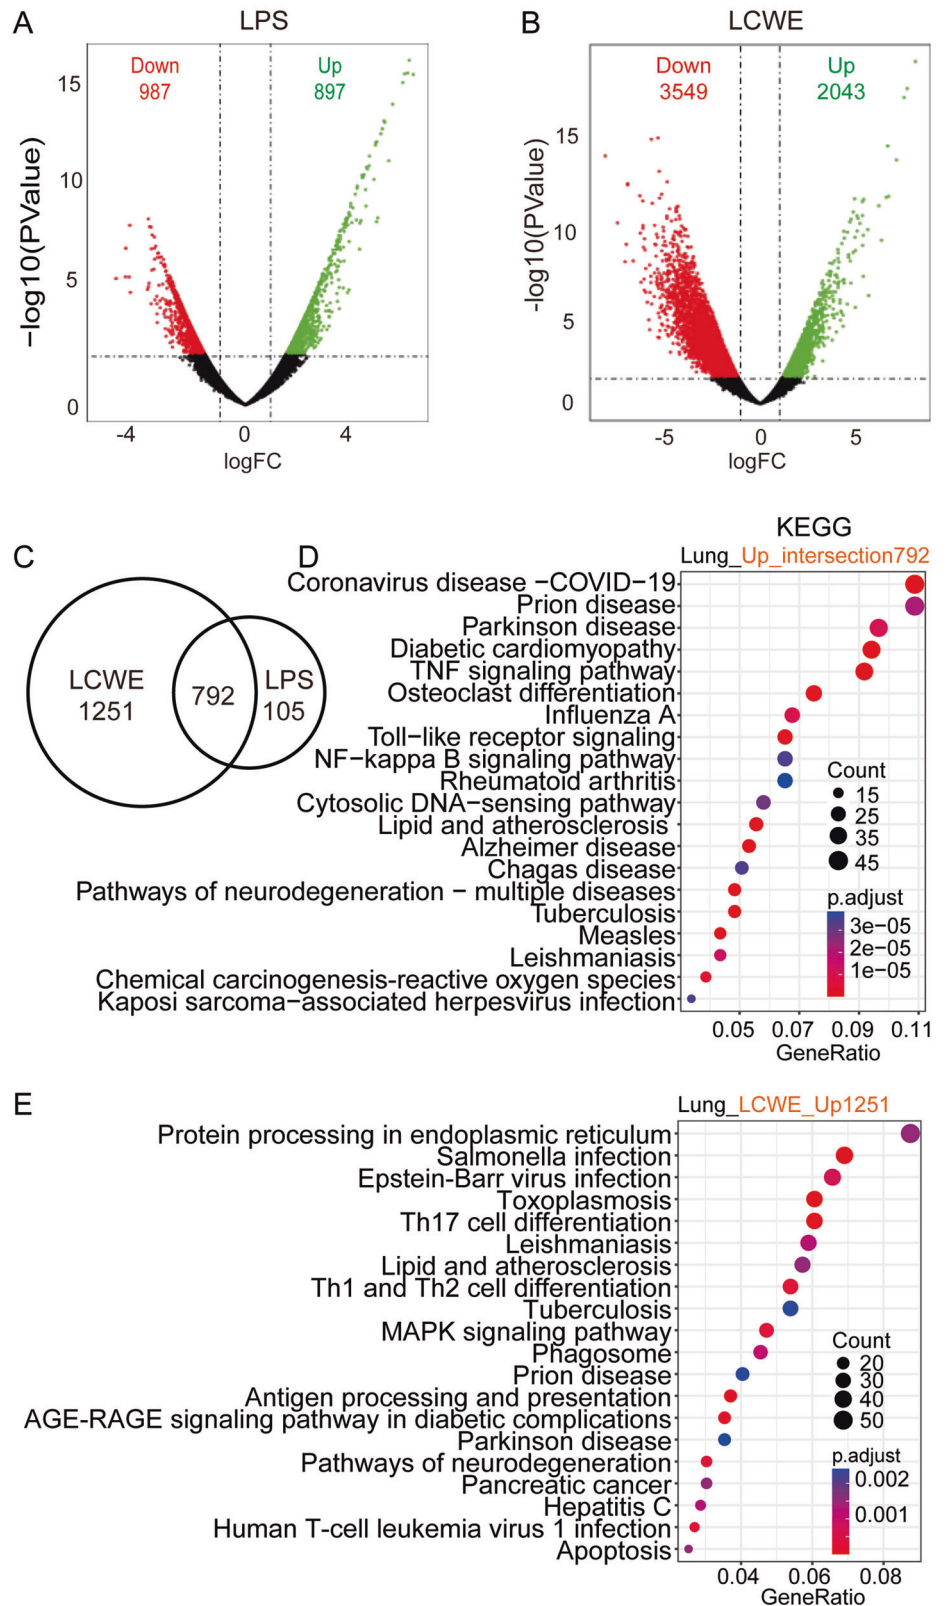 A
LPS
Down
987
Up
897
15
10
5
0
−log10(PValue)
-4
0
4
logFC
B
LCWE
Down
3549
Up
2043
15
10
5
0
-log10(PValue)
-5
0
5
logFC
C
LCWE
1251
792
LPS
105
D
KEGG
Lung_Up_intersection792
Coronavirus disease −COVID−19
Prion disease
Parkinson disease
Diabetic cardiomyopathy
TNF signaling pathway
Osteoclast differentiation
Influenza A
Toll−like receptor signaling
NF−kappa B signaling pathway
Rheumatoid arthritis
Cytosolic DNA−sensing pathway
Lipid and atherosclerosis
Alzheimer disease
Chagas disease
Pathways of neurodegeneration − multiple diseases
Tuberculosis
Measles
Leishmaniasis
Chemical carcinogenesis-reactive oxygen species
Kaposi sarcoma−associated herpesvirus infection
Count
15
25
35
45
p.adjust
3e−05
2e−05
1e−05
0.05 0.07 0.09 0.11
GeneRatio
E
Lung_LCWE_Up1251
Protein processing in endoplasmic reticulum
Salmonella infection
Epstein-Barr virus infection
Toxoplasmosis
Th17 cell differentiation
Leishmaniasis
Lipid and atherosclerosis
Th1 and Th2 cell differentiation
Tuberculosis
MAPK signaling pathway
Phagosome
Prion disease
Antigen processing and presentation
AGE-RAGE signaling pathway in diabetic complications
Parkinson disease
Pathways of neurodegeneration
Pancreatic cancer
Hepatitis C
Human T-cell leukemia virus 1 infection
Apoptosis
Count
20
30
40
50
p.adjust
0.002
0.001
0.04 0.06 0.08
GeneRatio